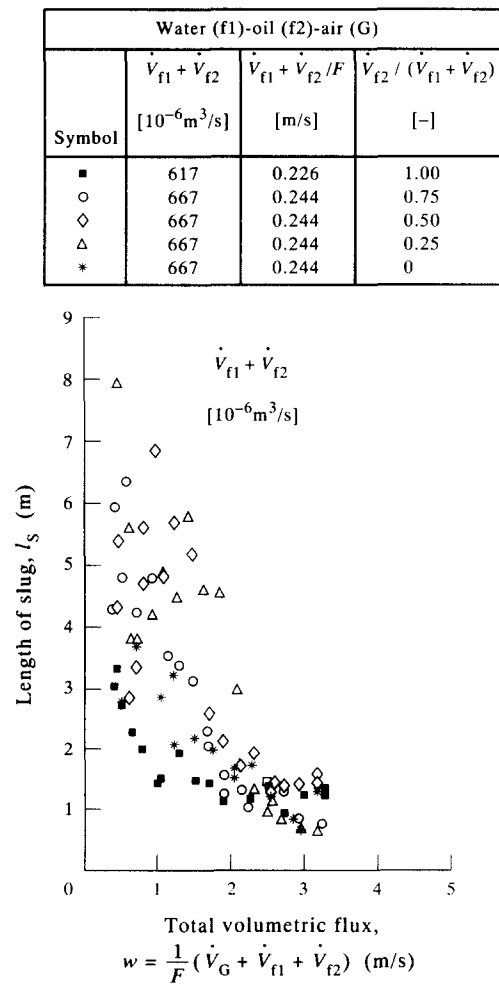 Water (f1)-oil (f2)-air (G)
Symbol V̇f1 + V̇f2 [10⁻⁶m³/s] V̇f1 + V̇f2 /F [m/s] V̇f2 / (V̇f1 + V̇f2) [−]
■ 617 0.226 1.00
○ 667 0.244 0.75
◇ 667 0.244 0.50
△ 667 0.244 0.25
* 667 0.244 0
V̇f1 + V̇f2
[10⁻⁶m³/s]
Length of slug, lS (m)
9
8
7
6
5
4
3
2
1
0
0 1 2 3 4 5
Total volumetric flux,
w = 1/F (V̇G + V̇f1 + V̇f2) (m/s)